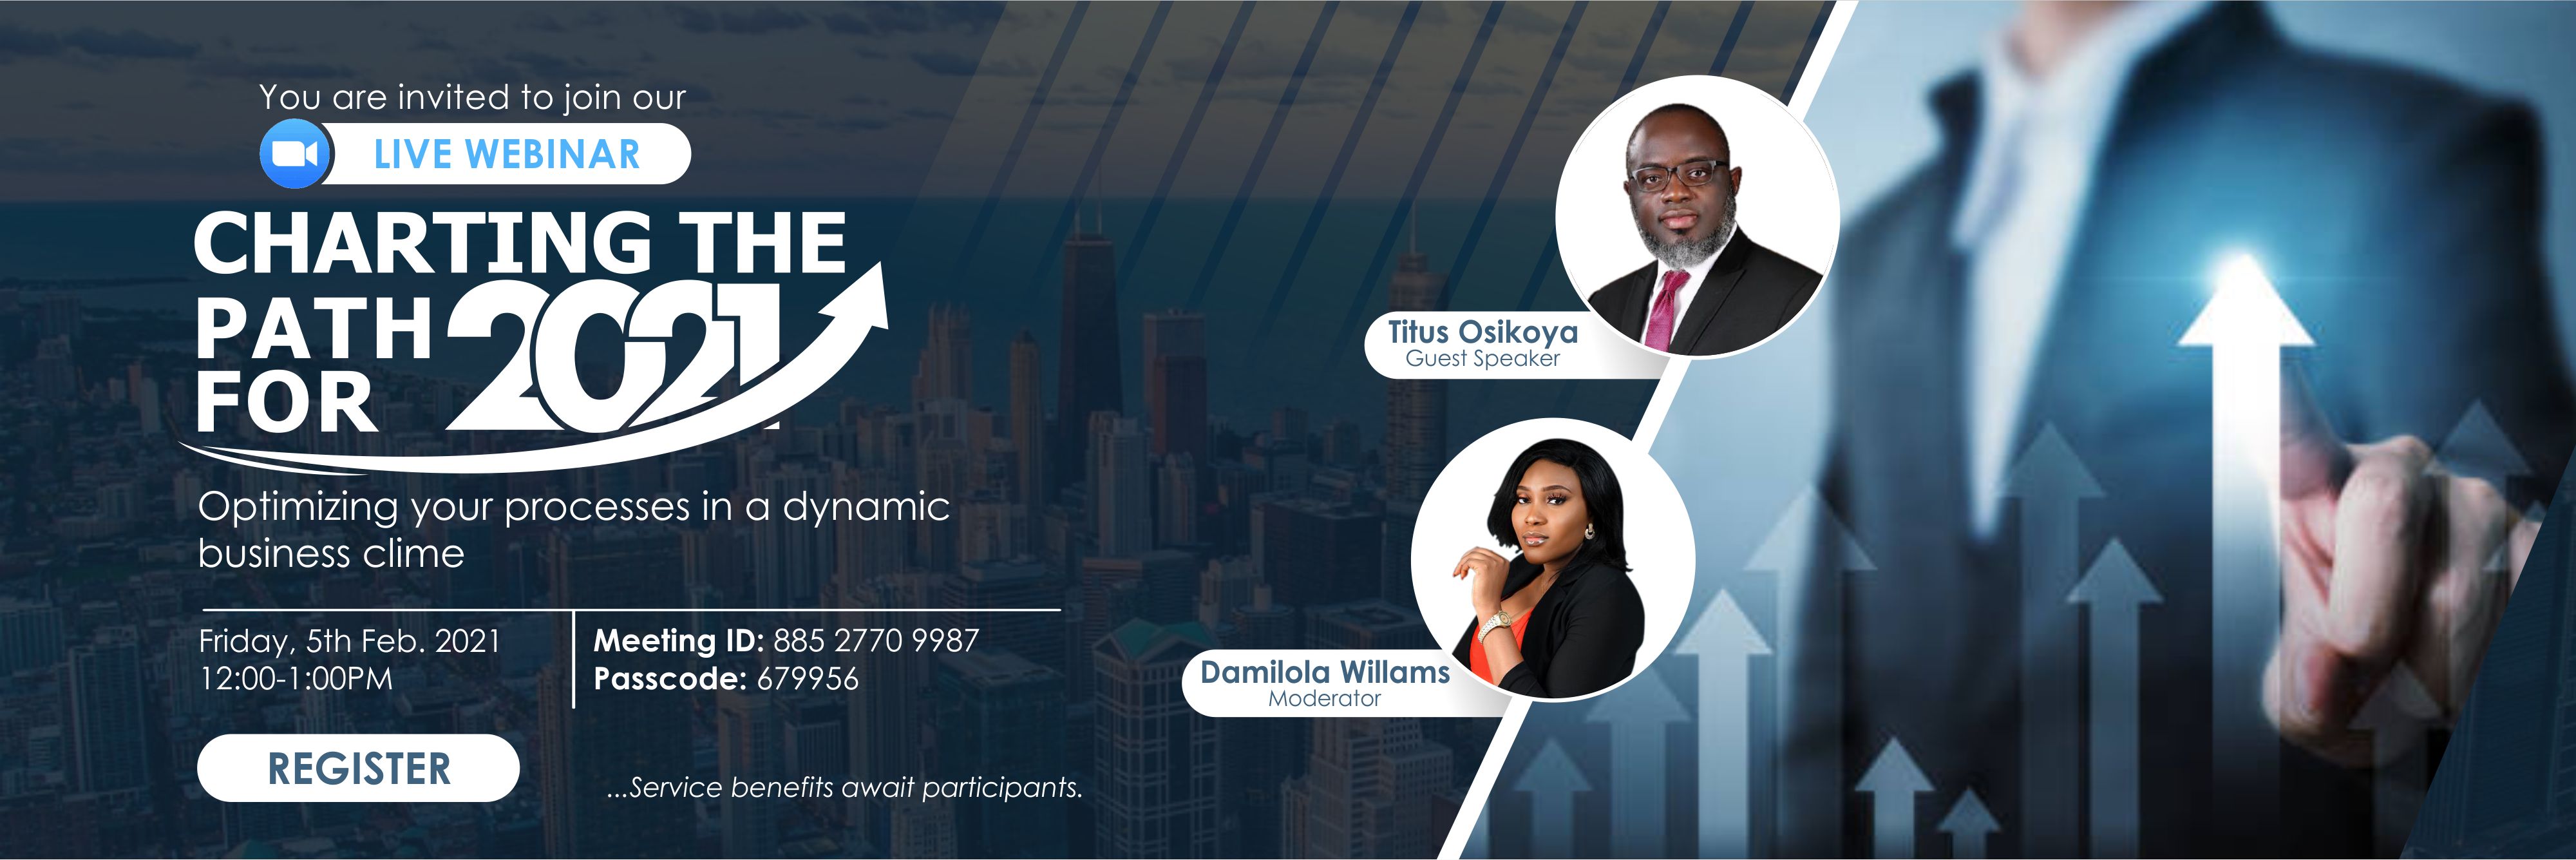 You are invited to join our
LIVE WEBINAR
CHARTING THE
PATH
FOR 2021
Optimizing your processes in a dynamic
business clime
Friday, 5th Feb. 2021
12:00-1:00PM
Meeting ID: 885 2770 9987
Passcode: 679956
REGISTER
...Service benefits await participants.
Titus Osikoya
Guest Speaker
Damilola Willams
Moderator